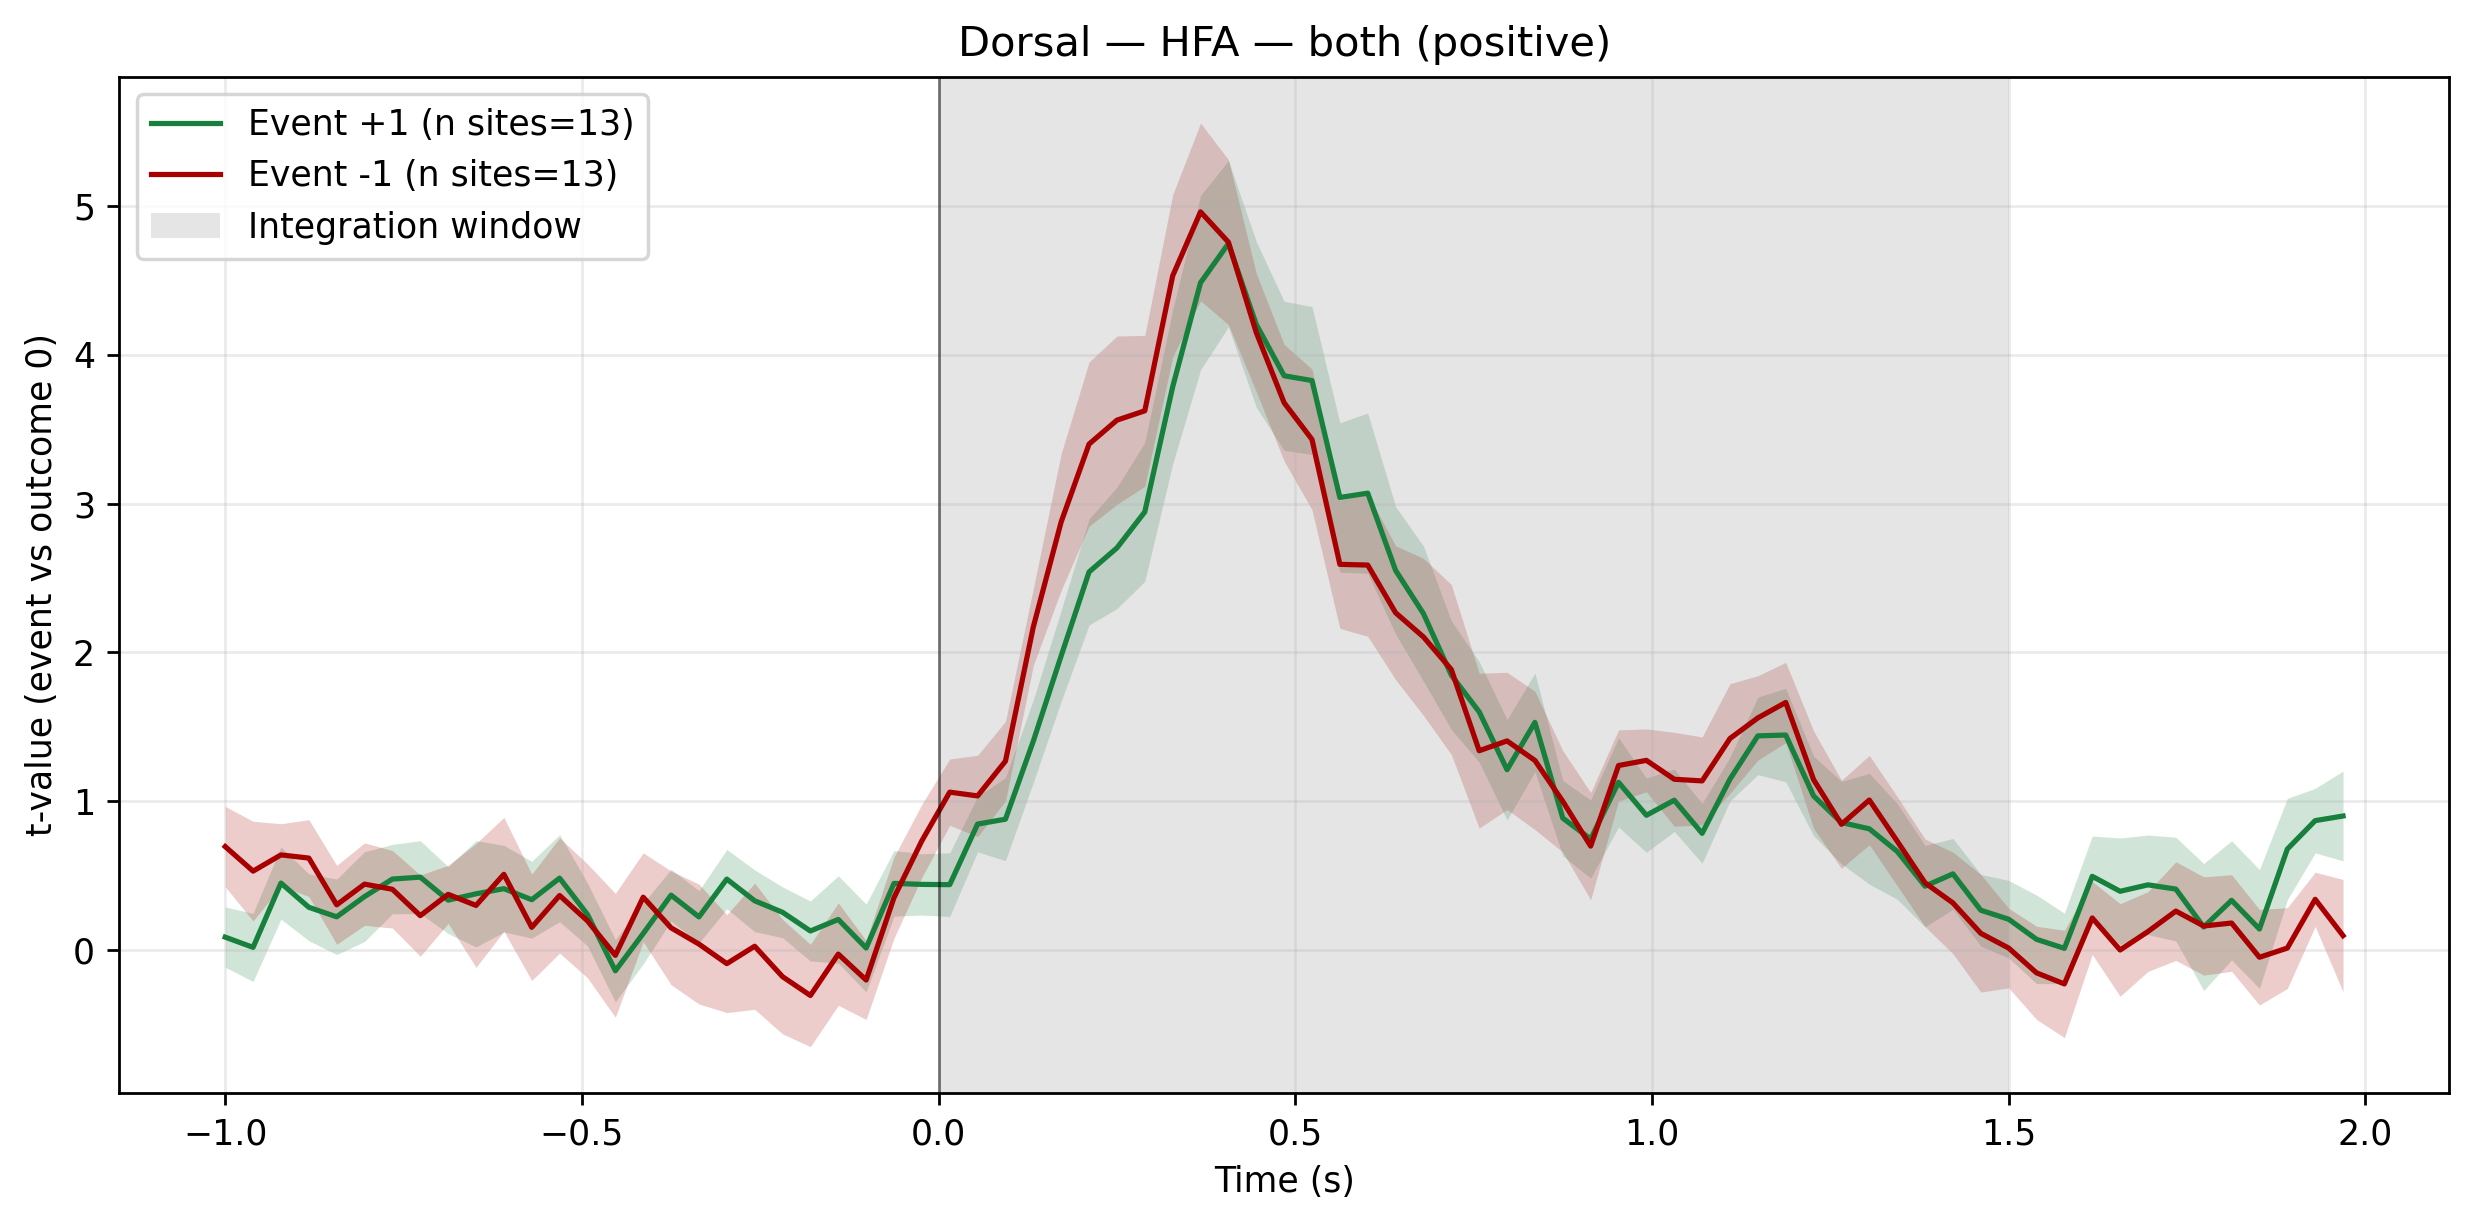 Dorsal — HFA — both (positive)
Event +1 (n sites=13)
Event -1 (n sites=13)
Integration window
t-value (event vs outcome 0)
5
4
3
2
1
0
−1.0 −0.5 0.0 0.5 1.0 1.5 2.0
Time (s)